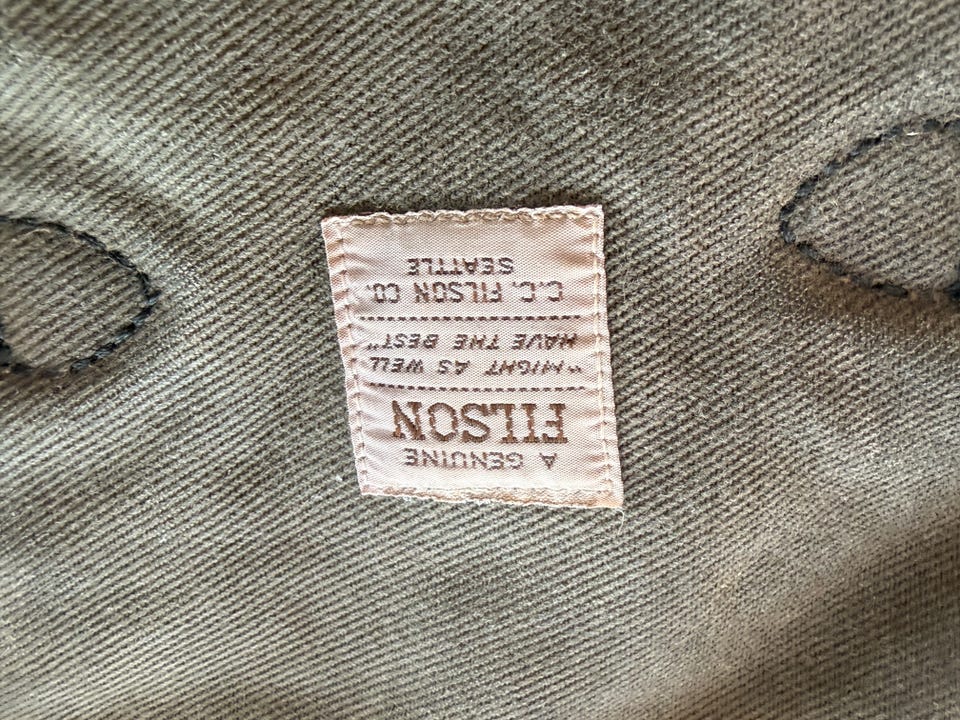 A GENUINE
FILSON
"MIGHT AS WELL
HAVE THE BEST"
C.C. FILSON CO.
SEATTLE